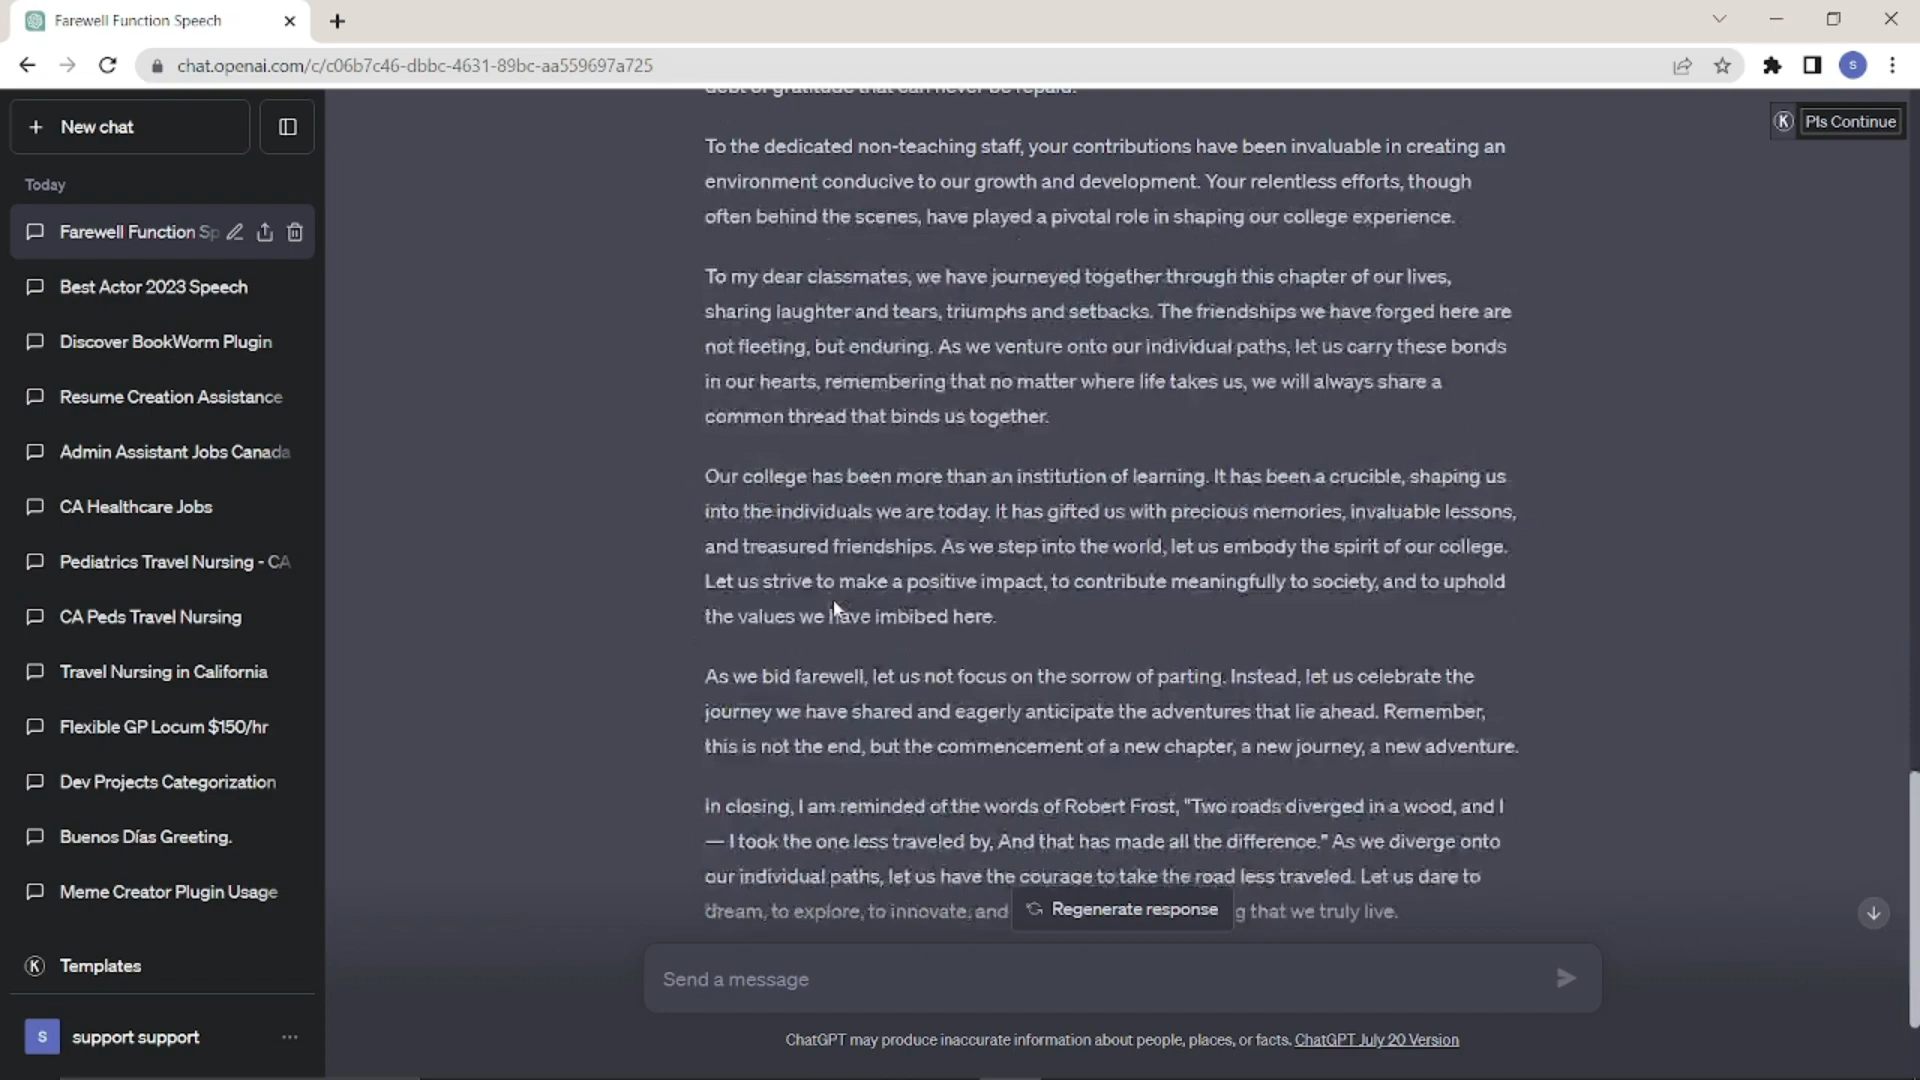 Farewell Function Speech
chat.openai.com/c/c06b7c46-dbbc-4631-89bc-aa559697a725
S
New chat
Today
Farewell Function Sp
Best Actor 2023 Speech
Discover BookWorm Plugin
Resume Creation Assistance
Admin Assistant Jobs Canada
CA Healthcare Jobs
Pediatrics Travel Nursing - CA
CA Peds Travel Nursing
Travel Nursing in California
Flexible GP Locum $150/hr
Dev Projects Categorization
Buenos Días Greeting.
Meme Creator Plugin Usage
K Templates
S support support
K Pls Continue
debt of gratitude that can never be repaid.
To the dedicated non-teaching staff, your contributions have been invaluable in creating an
environment conducive to our growth and development. Your relentless efforts, though
often behind the scenes, have played a pivotal role in shaping our college experience.
To my dear classmates, we have journeyed together through this chapter of our lives,
sharing laughter and tears, triumphs and setbacks. The friendships we have forged here are
not fleeting, but enduring. As we venture onto our individual paths, let us carry these bonds
in our hearts, remembering that no matter where life takes us, we will always share a
common thread that binds us together.
Our college has been more than an institution of learning. It has been a crucible, shaping us
into the individuals we are today. It has gifted us with precious memories, invaluable lessons,
and treasured friendships. As we step into the world, let us embody the spirit of our college.
Let us strive to make a positive impact, to contribute meaningfully to society, and to uphold
the values we have imbibed here.
As we bid farewell, let us not focus on the sorrow of parting. Instead, let us celebrate the
journey we have shared and eagerly anticipate the adventures that lie ahead. Remember,
this is not the end, but the commencement of a new chapter, a new journey, a new adventure.
In closing, I am reminded of the words of Robert Frost, "Two roads diverged in a wood, and I
— I took the one less traveled by, And that has made all the difference." As we diverge onto
our individual paths, let us have the courage to take the road less traveled. Let us dare to
dream, to explore, to innovate, and g that we truly live.
Regenerate response
Send a message
ChatGPT may produce inaccurate information about people, places, or facts. ChatGPT July 20 Version